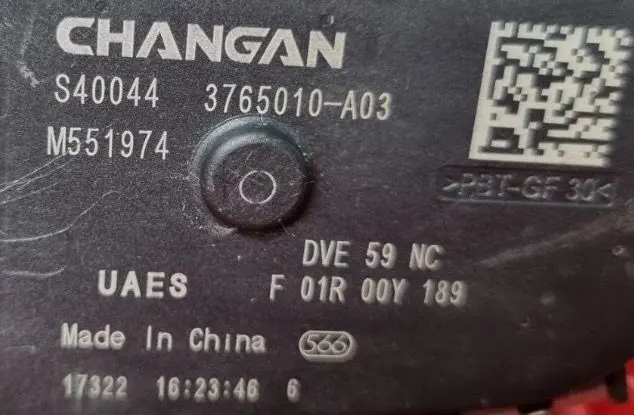 CHANGAN
S40044 3765010-A03
M551974
>PBT-GF 30<
DVE 59 NC
UAES F 01R 00Y 189
Made In China 566
17322 16:23:46 6